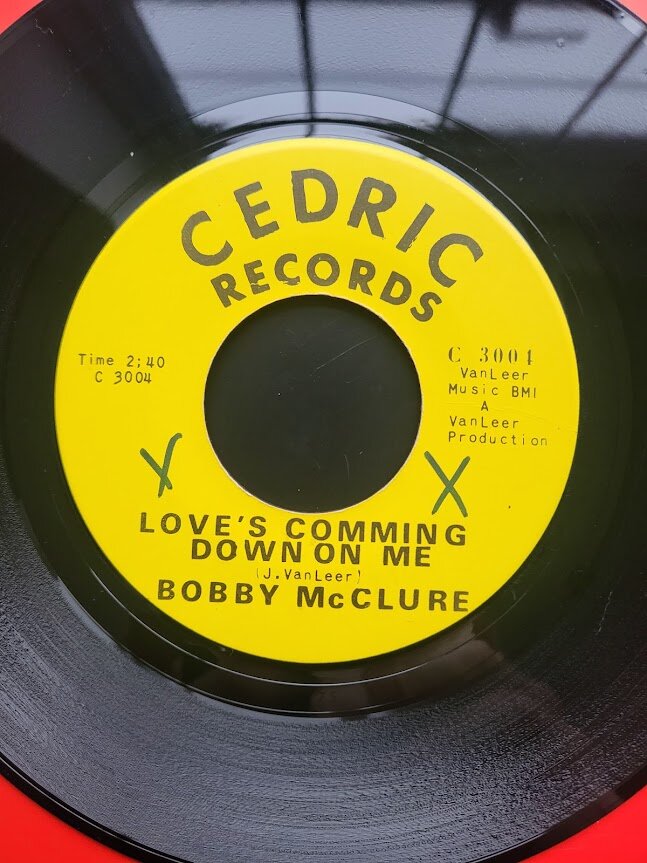 CEDRIC
RECORDS
Time 2:40
C 3004
C 3004
VanLeer
Music BMI
A
VanLeer
Production
X
X
LOVE'S COMMING
DOWN ON ME
(J. VanLeer)
BOBBY McCLURE